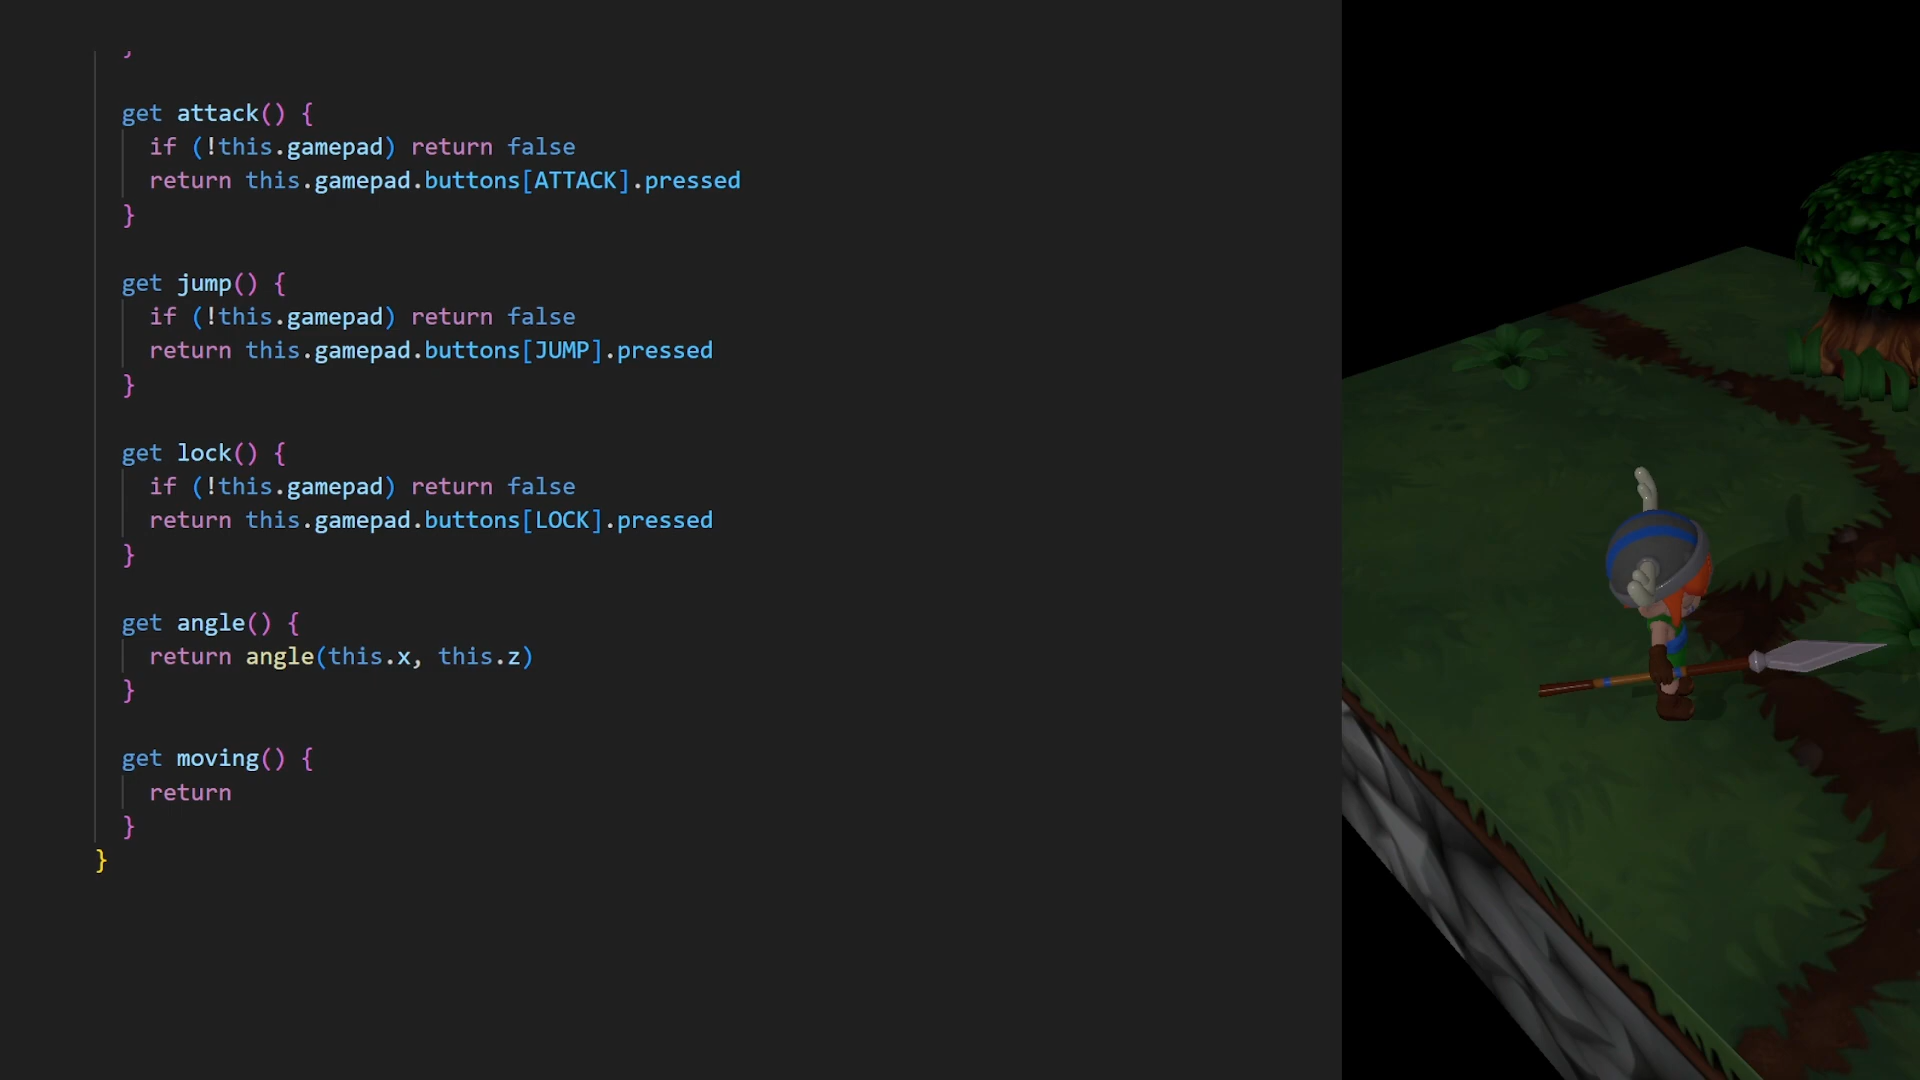 }
get attack() {
if (!this.gamepad) return false
return this.gamepad.buttons[ATTACK].pressed
}
get jump() {
if (!this.gamepad) return false
return this.gamepad.buttons[JUMP].pressed
}
get lock() {
if (!this.gamepad) return false
return this.gamepad.buttons[LOCK].pressed
}
get angle() {
return angle(this.x, this.z)
}
get moving() {
return
}
}